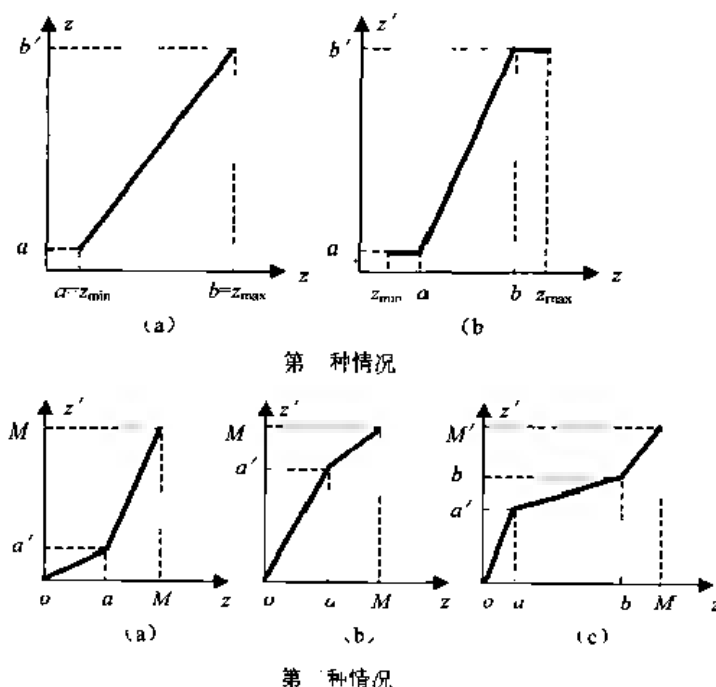 z z'
b' b'
a a
a=z_min b=z_max z z_min a b z_max z
(a) (b
第 种情况
z' z' z'
M M M'
a' a' b
a' a'
o a M z o a M z o a b M' z
(a) (b) (c)
第 种情况